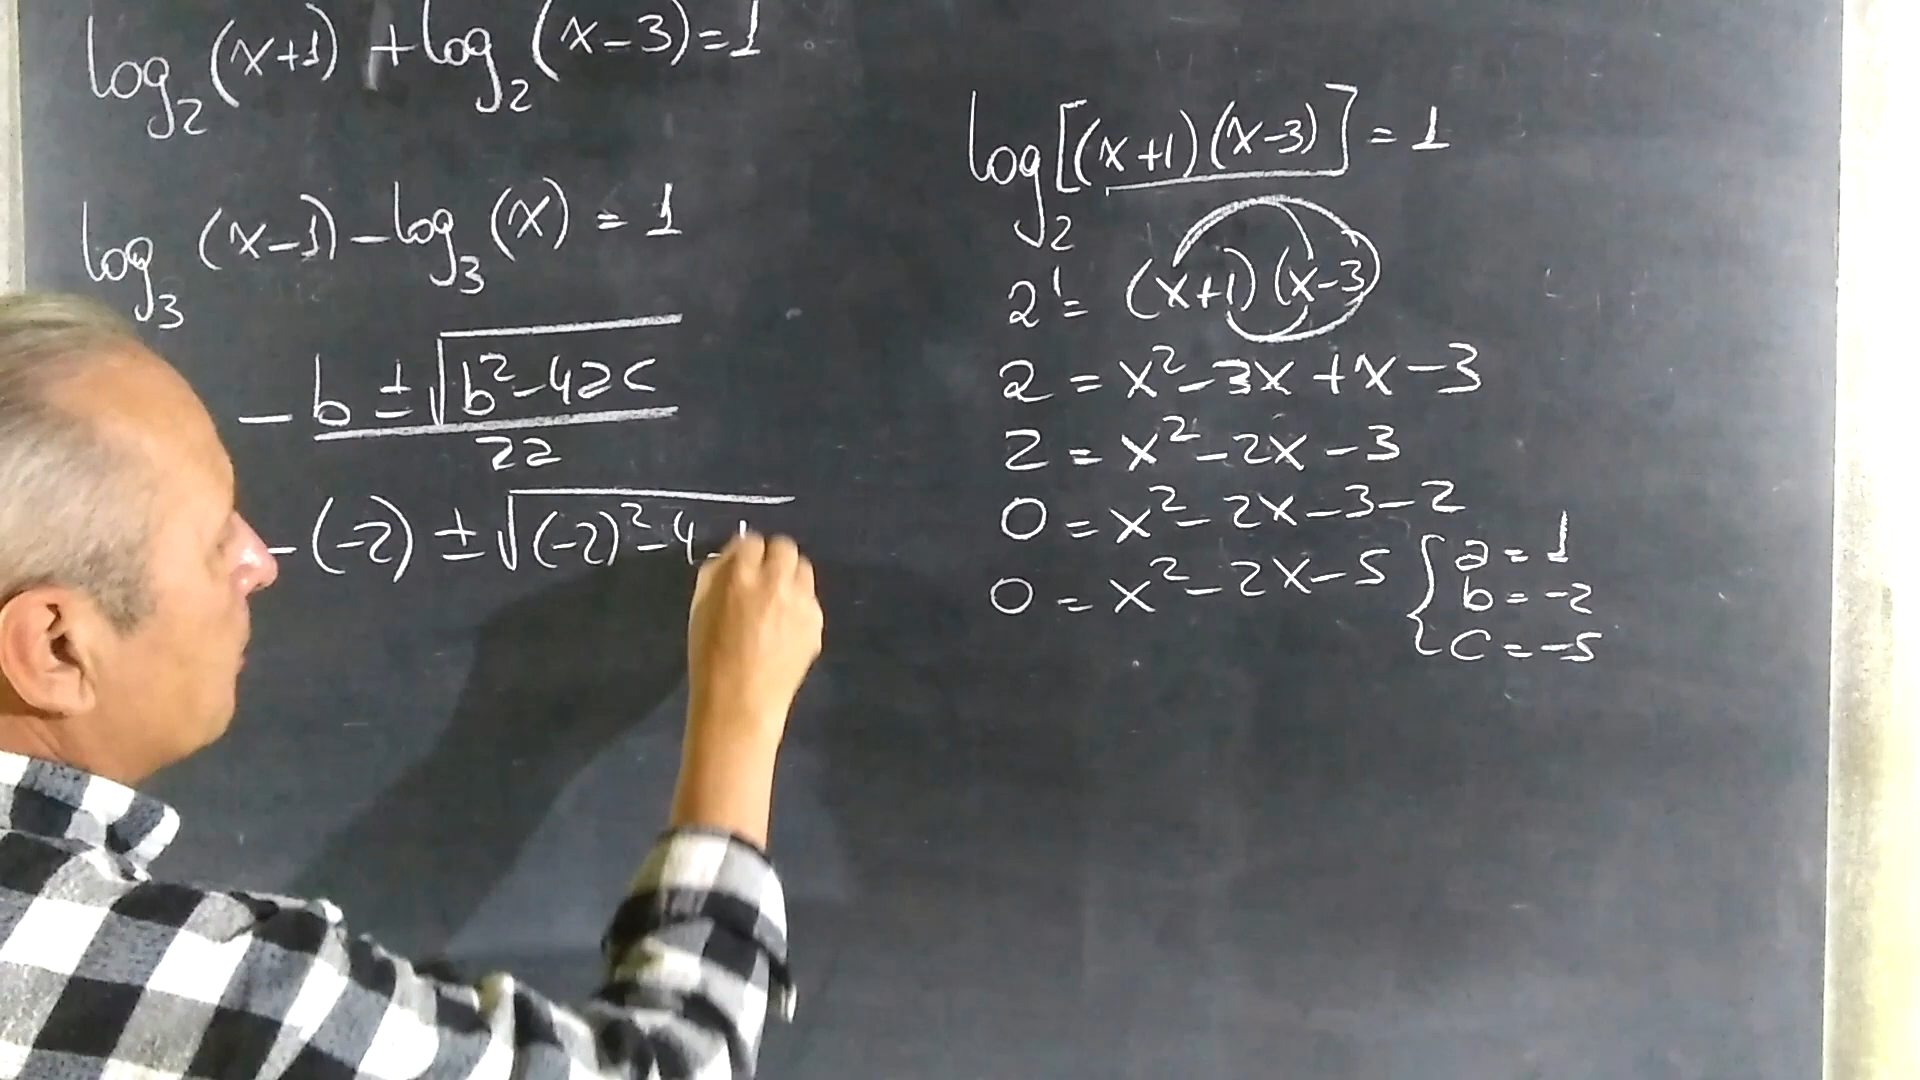 log₂(x+1)+log₂(x-3)=1
log₃(x-1)-log₃(x)=1
-b±√(b²-4ac)
2a
-(-2)±√((-2)²-4
log₂[(x+1)(x-3)]=1
2¹=(x+1)(x-3)
2=x²-3x+x-3
2=x²-2x-3
0=x²-2x-3-2
0=x²-2x-5
a=1
b=-2
c=-5